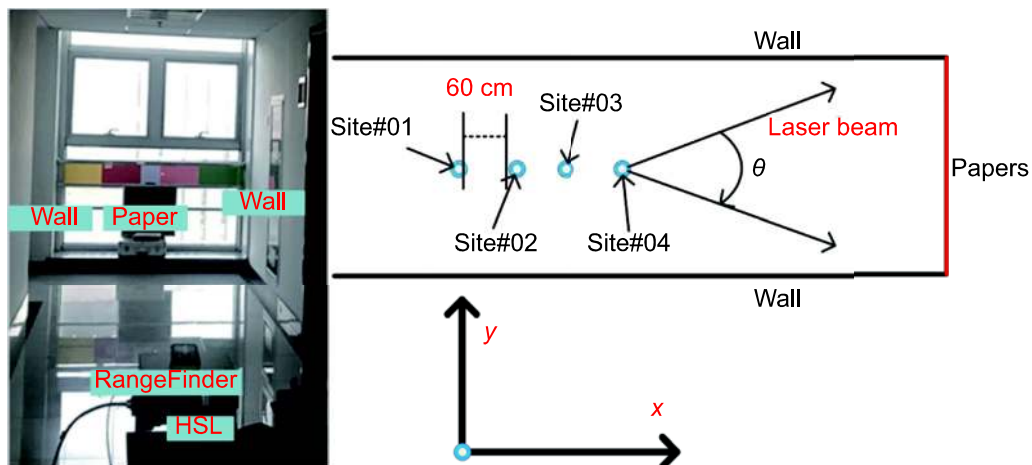 Wall
Paper
Wall
RangeFinder
HSL
Wall
60 cm
Site#01
Site#03
Laser beam
θ
Papers
Site#02
Site#04
Wall
y
x